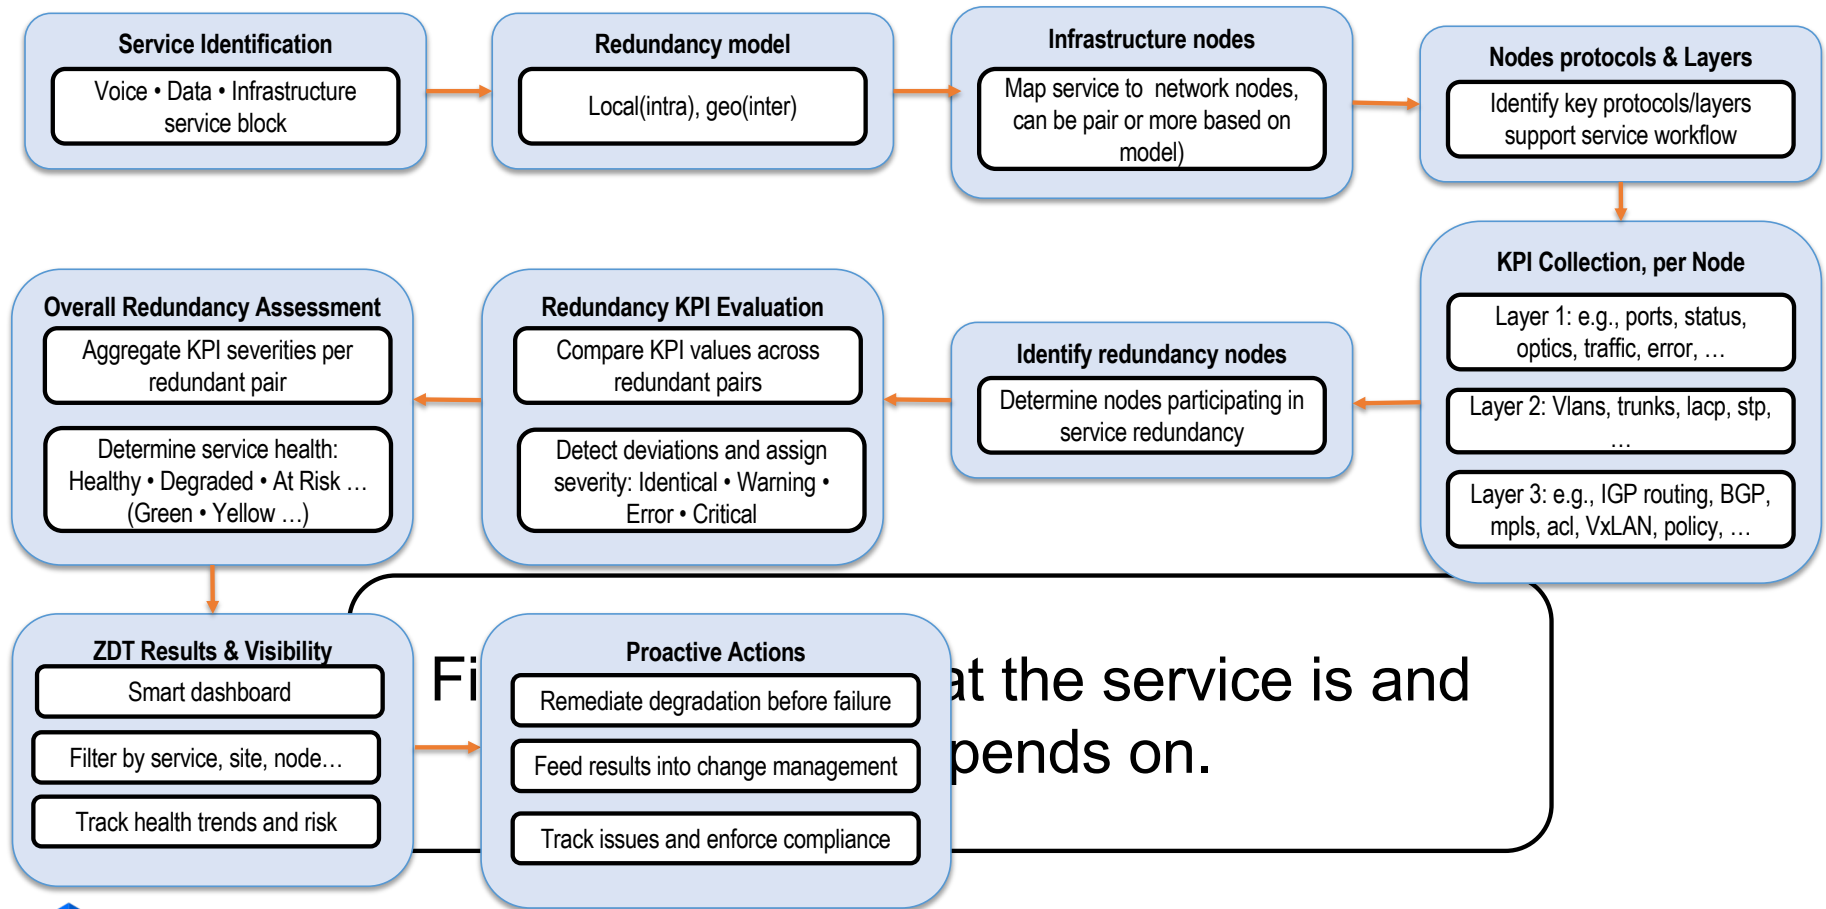 Service Identification
Voice • Data • Infrastructure
service block
Redundancy model
Local(intra), geo(inter)
Infrastructure nodes
Map service to network nodes,
can be pair or more based on
model)
Nodes protocols & Layers
Identify key protocols/layers
support service workflow
KPI Collection, per Node
Layer 1: e.g., ports, status,
optics, traffic, error, …
Layer 2: Vlans, trunks, lacp, stp,
…
Layer 3: e.g., IGP routing, BGP,
mpls, acl, VxLAN, policy, …
Identify redundancy nodes
Determine nodes participating in
service redundancy
Redundancy KPI Evaluation
Compare KPI values across
redundant pairs
Detect deviations and assign
severity: Identical • Warning •
Error • Critical
Overall Redundancy Assessment
Aggregate KPI severities per
redundant pair
Determine service health:
Healthy • Degraded • At Risk …
(Green • Yellow …)
ZDT Results & Visibility
Smart dashboard
Filter by service, site, node…
Track health trends and risk
Proactive Actions
Remediate degradation before failure
Feed results into change management
Track issues and enforce compliance
the service is and
on.